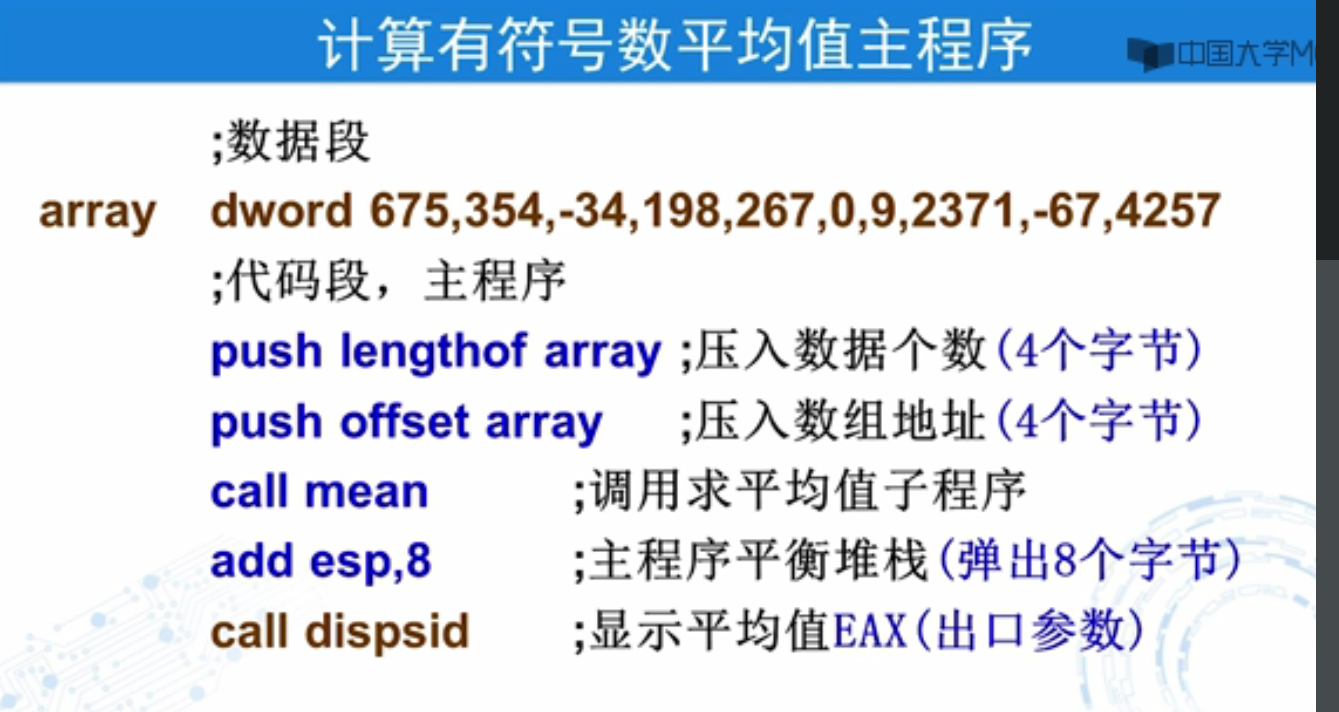 计算有符号数平均值主程序
中国大学M
;数据段
array dword 675,354,-34,198,267,0,9,2371,-67,4257
;代码段，主程序
push lengthof array ;压入数据个数(4个字节)
push offset array ;压入数组地址(4个字节)
call mean ;调用求平均值子程序
add esp,8 ;主程序平衡堆栈(弹出8个字节)
call dispsid ;显示平均值EAX(出口参数)